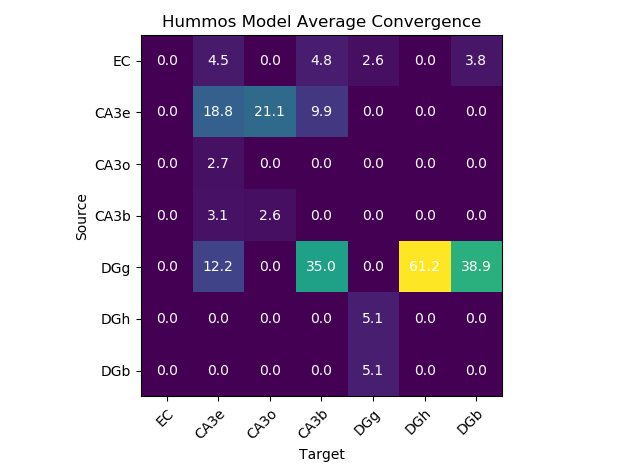 Hummos Model Average Convergence
EC 0.0 4.5 0.0 4.8 2.6 0.0 3.8
CA3e 0.0 18.8 21.1 9.9 0.0 0.0 0.0
CA3o 0.0 2.7 0.0 0.0 0.0 0.0 0.0
CA3b 0.0 3.1 2.6 0.0 0.0 0.0 0.0
DGg 0.0 12.2 0.0 35.0 0.0 61.2 38.9
DGh 0.0 0.0 0.0 0.0 5.1 0.0 0.0
DGb 0.0 0.0 0.0 0.0 5.1 0.0 0.0
Source
EC CA3e CA3o CA3b DGg DGh DGb
Target